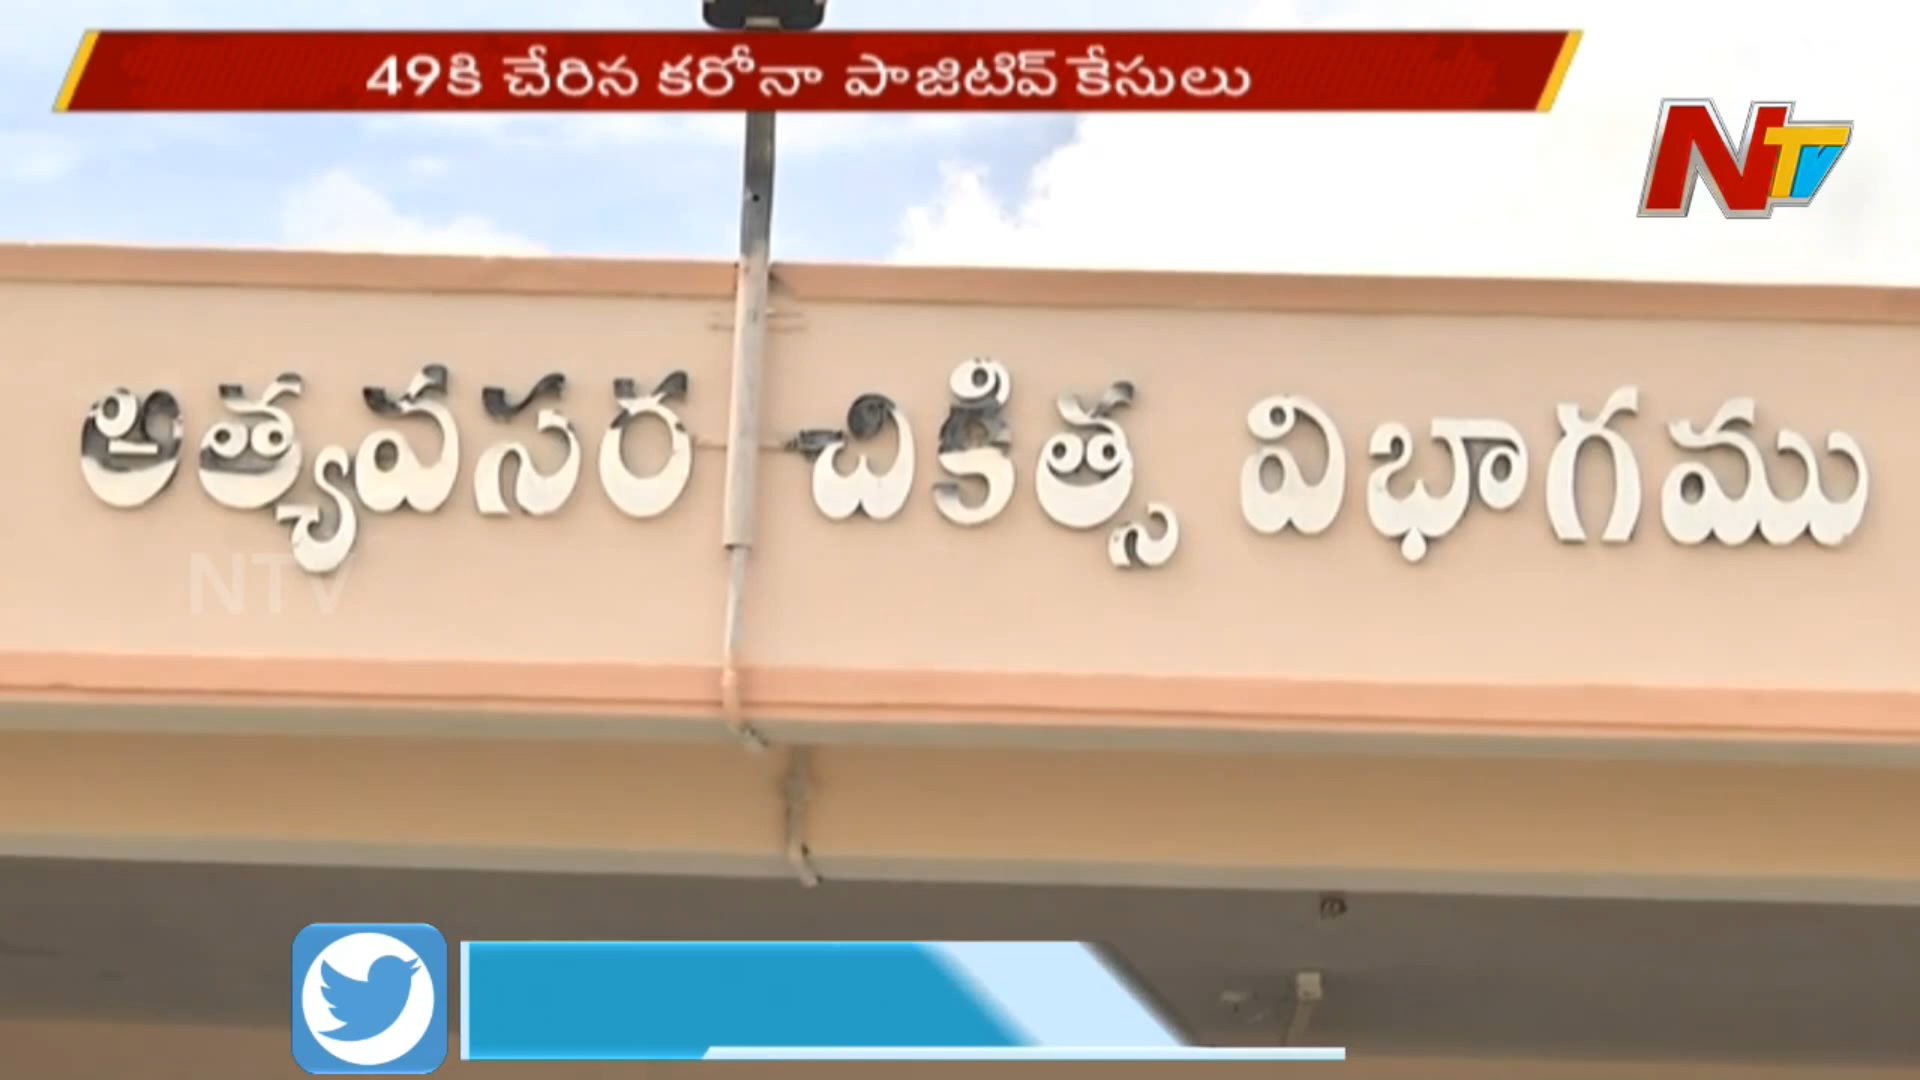 49కి చేరిన కరోనా పాజిటివ్ కేసులు
NTV
అత్యవసర చికిత్స విభాగము
NTV